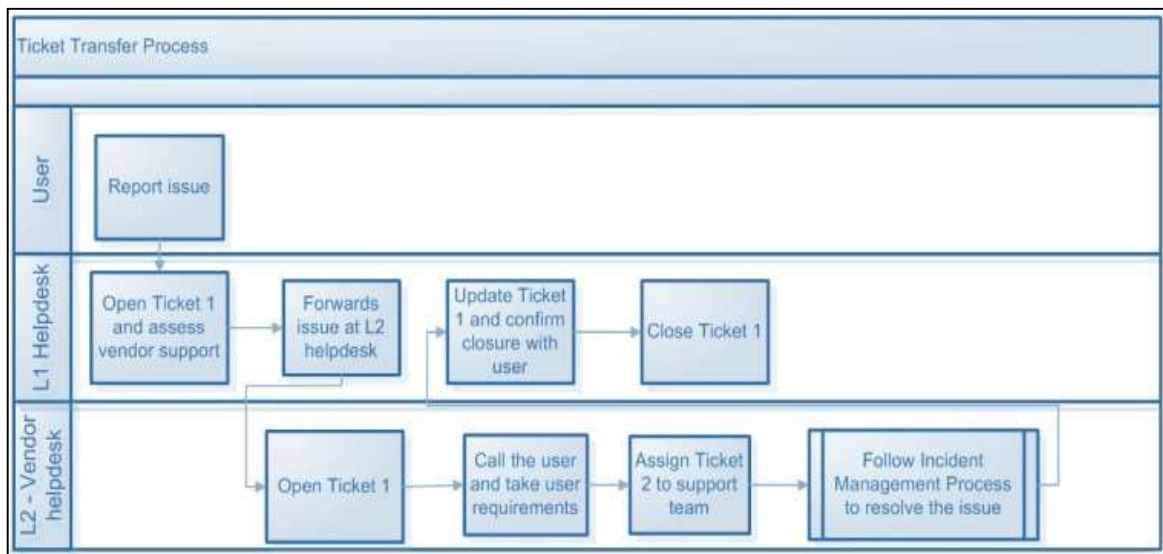 Ticket Transfer Process
User
Report issue
L1 Helpdesk
Open Ticket 1
and assess
vendor support
Forwards
issue at L2
helpdesk
Update Ticket
1 and confirm
closure with
user
Close Ticket 1
L2 - Vendor
helpdesk
Open Ticket 1
Call the user
and take user
requirements
Assign Ticket
2 to support
team
Follow Incident
Management Process
to resolve the issue